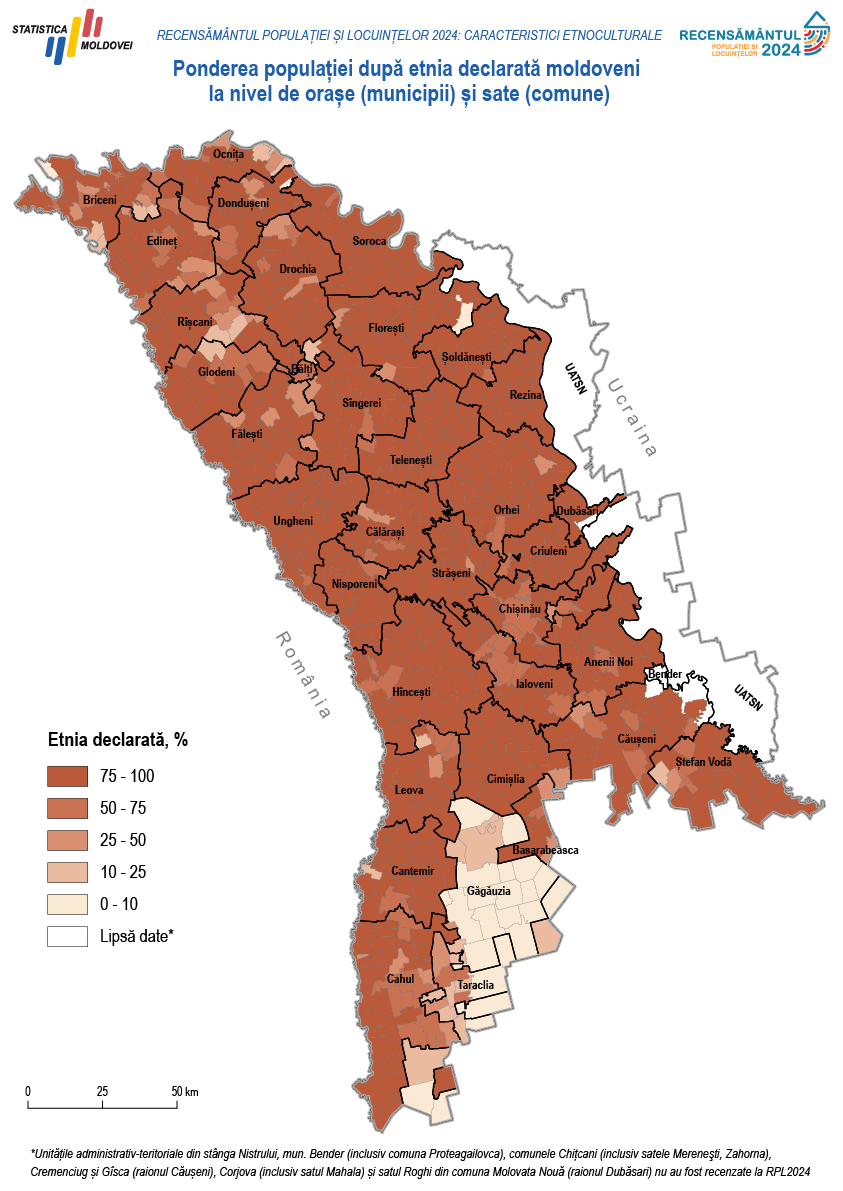 STATISTICA
MOLDOVEI
RECENSĂMÂNTUL POPULAȚIEI ȘI LOCUINȚELOR 2024: CARACTERISTICI ETNOCULTURALE
RECENSĂMÂNTUL
POPULAȚIEI ȘI
LOCUINȚELOR
2024
Ponderea populației după etnia declarată moldoveni
la nivel de orașe (municipii) și sate (comune)
Ocnița
Briceni
Dondușeni
Edineț
Soroca
Drochia
Rîșcani
Florești
Șoldănești
Glodeni
Bălți
UATSN
Ucraina
Rezina
Sîngerei
Fălești
Telenești
Orhei
Dubăsari
Ungheni
Călărași
Criuleni
Strășeni
Nisporeni
Chișinău
România
Anenii Noi
Bender
Ialoveni
Hîncești
UATSN
Căușeni
Ștefan Vodă
Cimișlia
Leova
Basarabeasca
Cantemir
Găgăuzia
Cahul
Taraclia
Etnia declarată, %
75 - 100
50 - 75
25 - 50
10 - 25
0 - 10
Lipsă date*
0 25 50 km
*Unitățile administrativ-teritoriale din stânga Nistrului, mun. Bender (inclusiv comuna Proteagailovca), comunele Chițcani (inclusiv satele Merenești, Zahorna),
Cremenciug și Gîsca (raionul Căușeni), Corjova (inclusiv satul Mahala) și satul Roghi din comuna Molovata Nouă (raionul Dubăsari) nu au fost recenzate la RPL2024